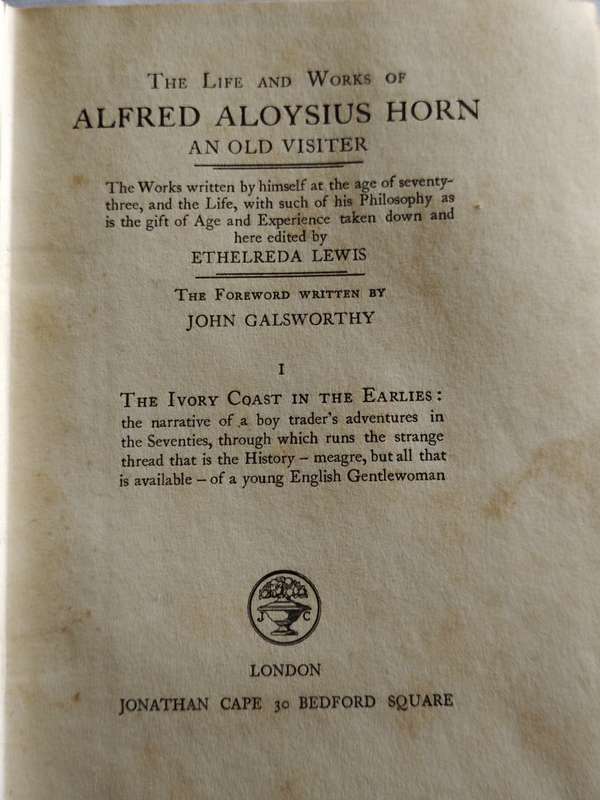 THE LIFE AND WORKS OF
ALFRED ALOYSIUS HORN
AN OLD VISITER
The Works written by himself at the age of seventy-
three, and the Life, with such of his Philosophy as
is the gift of Age and Experience taken down and
here edited by
ETHELREDA LEWIS
THE FOREWORD WRITTEN BY
JOHN GALSWORTHY
I
THE IVORY COAST IN THE EARLIES:
the narrative of a boy trader's adventures in
the Seventies, through which runs the strange
thread that is the History – meagre, but all that
is available – of a young English Gentlewoman
J C
LONDON
JONATHAN CAPE 30 BEDFORD SQUARE